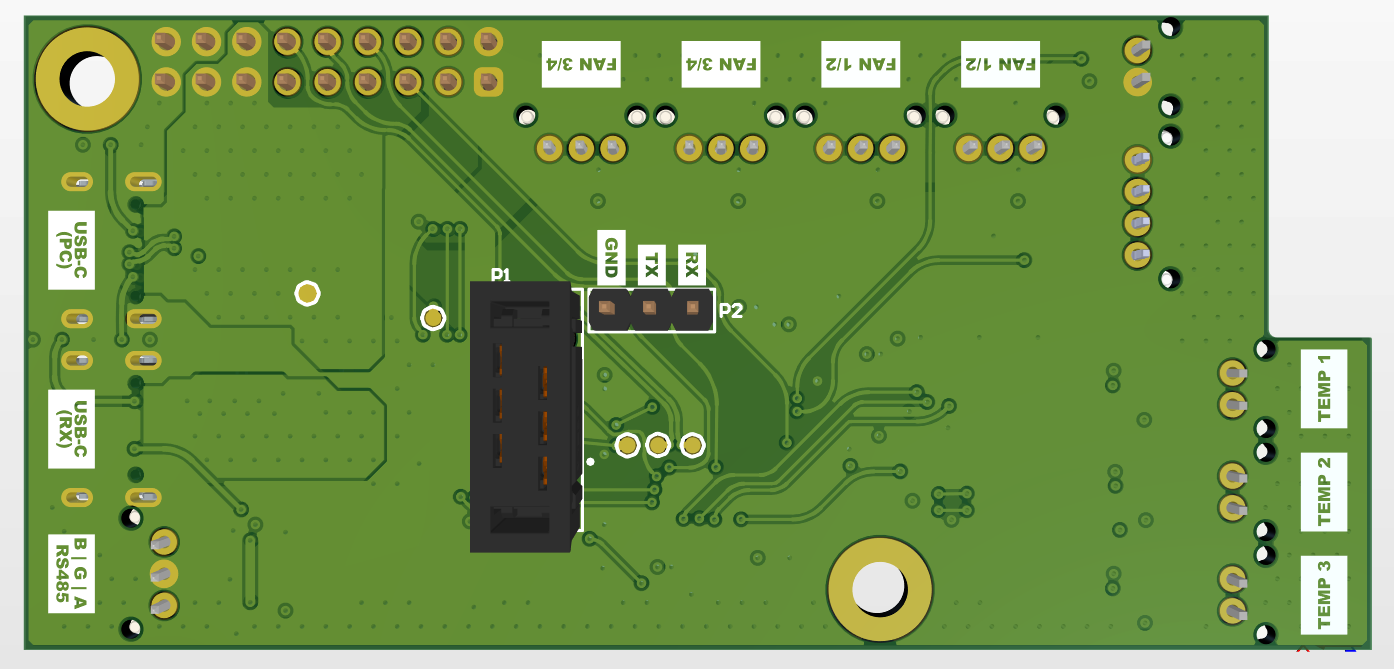 FAN 3/4
FAN 3/4
FAN 1/2
FAN 1/2
USB-C
(PC)
GND
TX
RX
P1
P2
USB-C
(RX)
TEMP 1
TEMP 2
TEMP 3
B | G | A
RS485